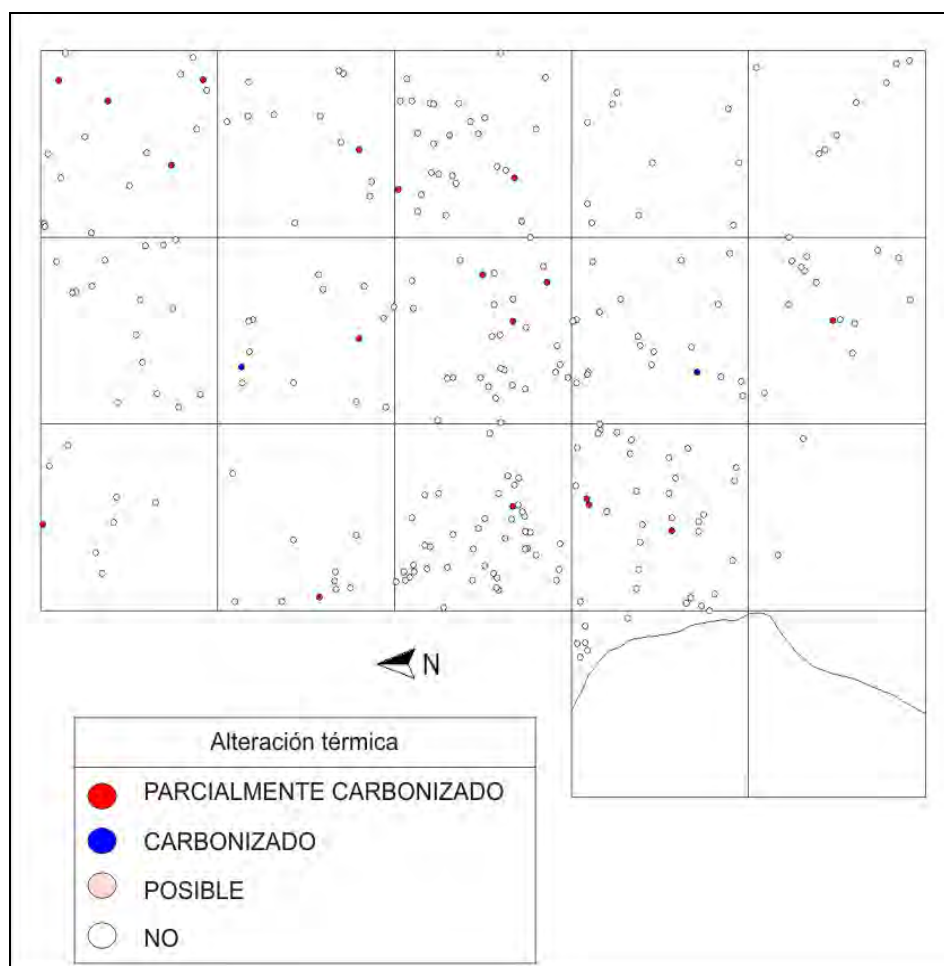 N
Alteración térmica
PARCIALMENTE CARBONIZADO
CARBONIZADO
POSIBLE
NO